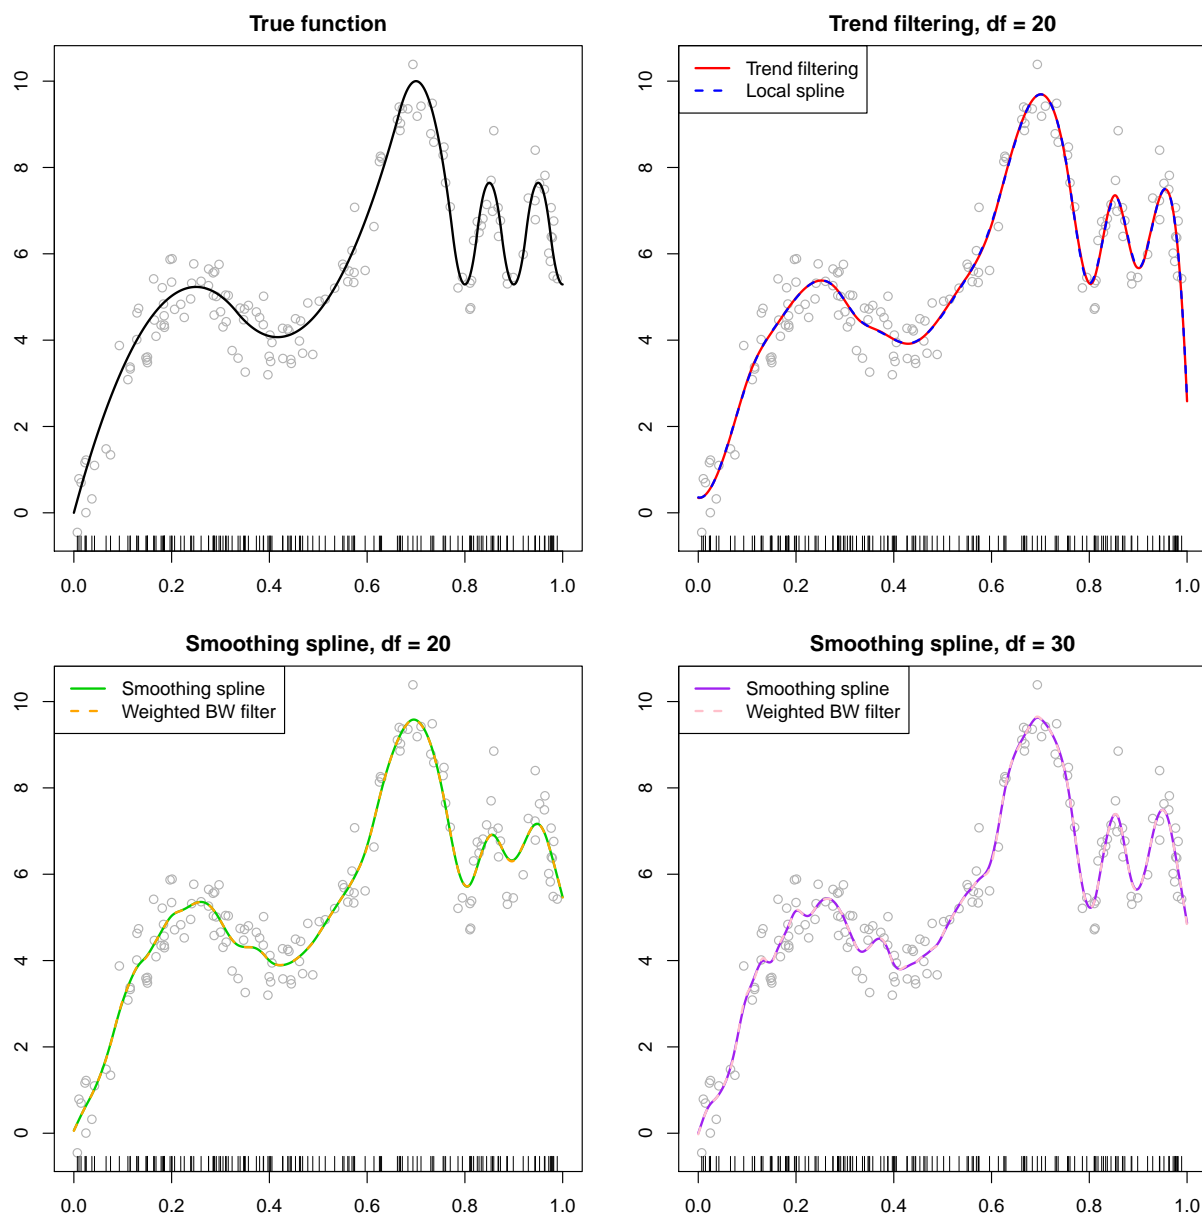 True function
10
8
6
4
2
0
0.0 0.2 0.4 0.6 0.8 1.0
Trend filtering, df = 20
Trend filtering
Local spline
10
8
6
4
2
0
0.0 0.2 0.4 0.6 0.8 1.0
Smoothing spline, df = 20
Smoothing spline
Weighted BW filter
10
8
6
4
2
0
0.0 0.2 0.4 0.6 0.8 1.0
Smoothing spline, df = 30
Smoothing spline
Weighted BW filter
10
8
6
4
2
0
0.0 0.2 0.4 0.6 0.8 1.0